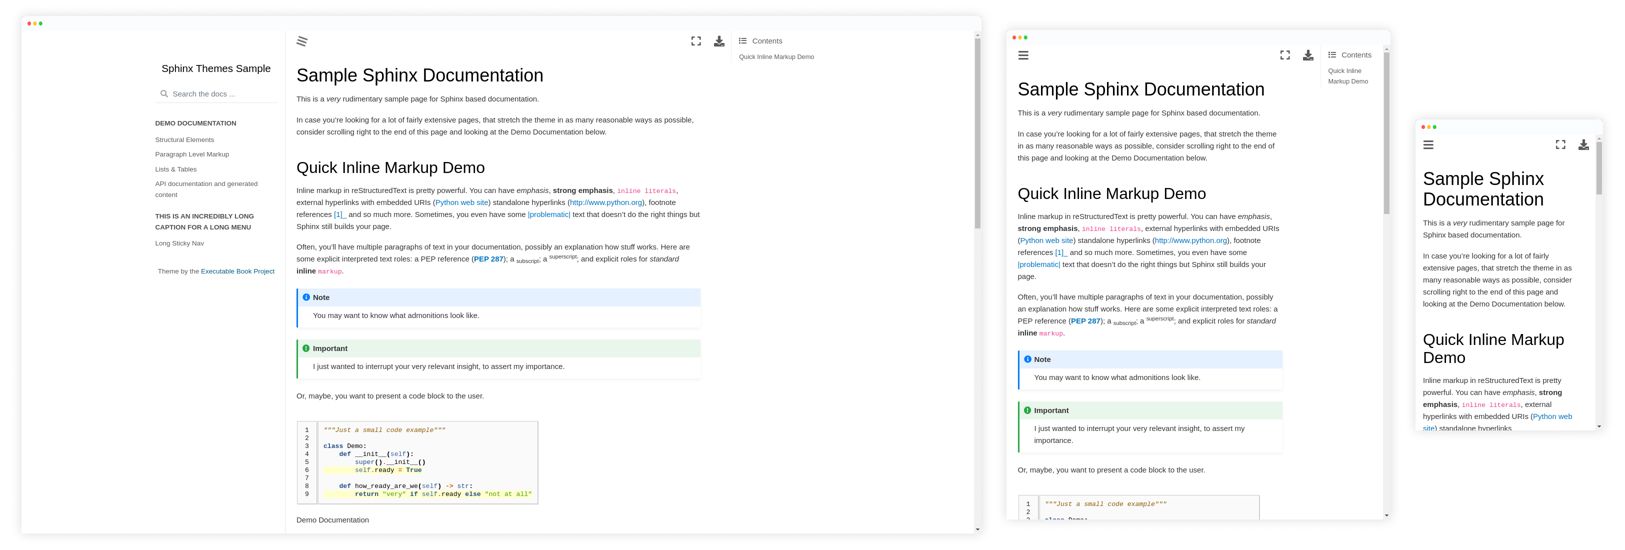 Sphinx Themes Sample
Search the docs ...
DEMO DOCUMENTATION
Structural Elements
Paragraph Level Markup
Lists & Tables
API documentation and generated
content
THIS IS AN INCREDIBLY LONG
CAPTION FOR A LONG MENU
Long Sticky Nav
Theme by the Executable Book Project
Sample Sphinx Documentation
This is a very rudimentary sample page for Sphinx based documentation.
In case you're looking for a lot of fairly extensive pages, that stretch the theme in as many reasonable ways as possible,
consider scrolling right to the end of this page and looking at the Demo Documentation below.
Quick Inline Markup Demo
Inline markup in reStructuredText is pretty powerful. You can have emphasis, strong emphasis, inline literals,
external hyperlinks with embedded URIs (Python web site) standalone hyperlinks (http://www.python.org), footnote
references [1]_ and so much more. Sometimes, you even have some |problematic| text that doesn't do the right things but
Sphinx still builds your page.
Often, you'll have multiple paragraphs of text in your documentation, possibly an explanation how stuff works. Here are
some explicit interpreted text roles: a PEP reference (PEP 287); a subscript; a superscript; and explicit roles for standard
inline markup.
Note
You may want to know what admonitions look like.
Important
I just wanted to interrupt your very relevant insight, to assert my importance.
Or, maybe, you want to present a code block to the user.
1 """Just a small code example"""
2
3 class Demo:
4     def __init__(self):
5         super().__init__()
6         self.ready = True
7
8     def how_ready_are_we(self) -> str:
9         return "very" if self.ready else "not at all"
Demo Documentation
Contents
Quick Inline Markup Demo
Sample Sphinx Documentation
This is a very rudimentary sample page for Sphinx based documentation.
In case you're looking for a lot of fairly extensive pages, that stretch the theme
in as many reasonable ways as possible, consider scrolling right to the end of
this page and looking at the Demo Documentation below.
Quick Inline Markup Demo
Inline markup in reStructuredText is pretty powerful. You can have emphasis,
strong emphasis, inline literals, external hyperlinks with embedded URIs
(Python web site) standalone hyperlinks (http://www.python.org), footnote
references [1]_ and so much more. Sometimes, you even have some
|problematic| text that doesn't do the right things but Sphinx still builds your
page.
Often, you'll have multiple paragraphs of text in your documentation, possibly
an explanation how stuff works. Here are some explicit interpreted text roles: a
PEP reference (PEP 287); a subscript; a superscript; and explicit roles for standard
inline markup.
Note
You may want to know what admonitions look like.
Important
I just wanted to interrupt your very relevant insight, to assert my
importance.
Or, maybe, you want to present a code block to the user.
1 """Just a small code example"""
2
3 class Demo:
Contents
Quick Inline
Markup Demo
Sample Sphinx
Documentation
This is a very rudimentary sample page for
Sphinx based documentation.
In case you're looking for a lot of fairly
extensive pages, that stretch the theme in as
many reasonable ways as possible, consider
scrolling right to the end of this page and
looking at the Demo Documentation below.
Quick Inline Markup
Demo
Inline markup in reStructuredText is pretty
powerful. You can have emphasis, strong
emphasis, inline literals, external
hyperlinks with embedded URIs (Python web
site) standalone hyperlinks